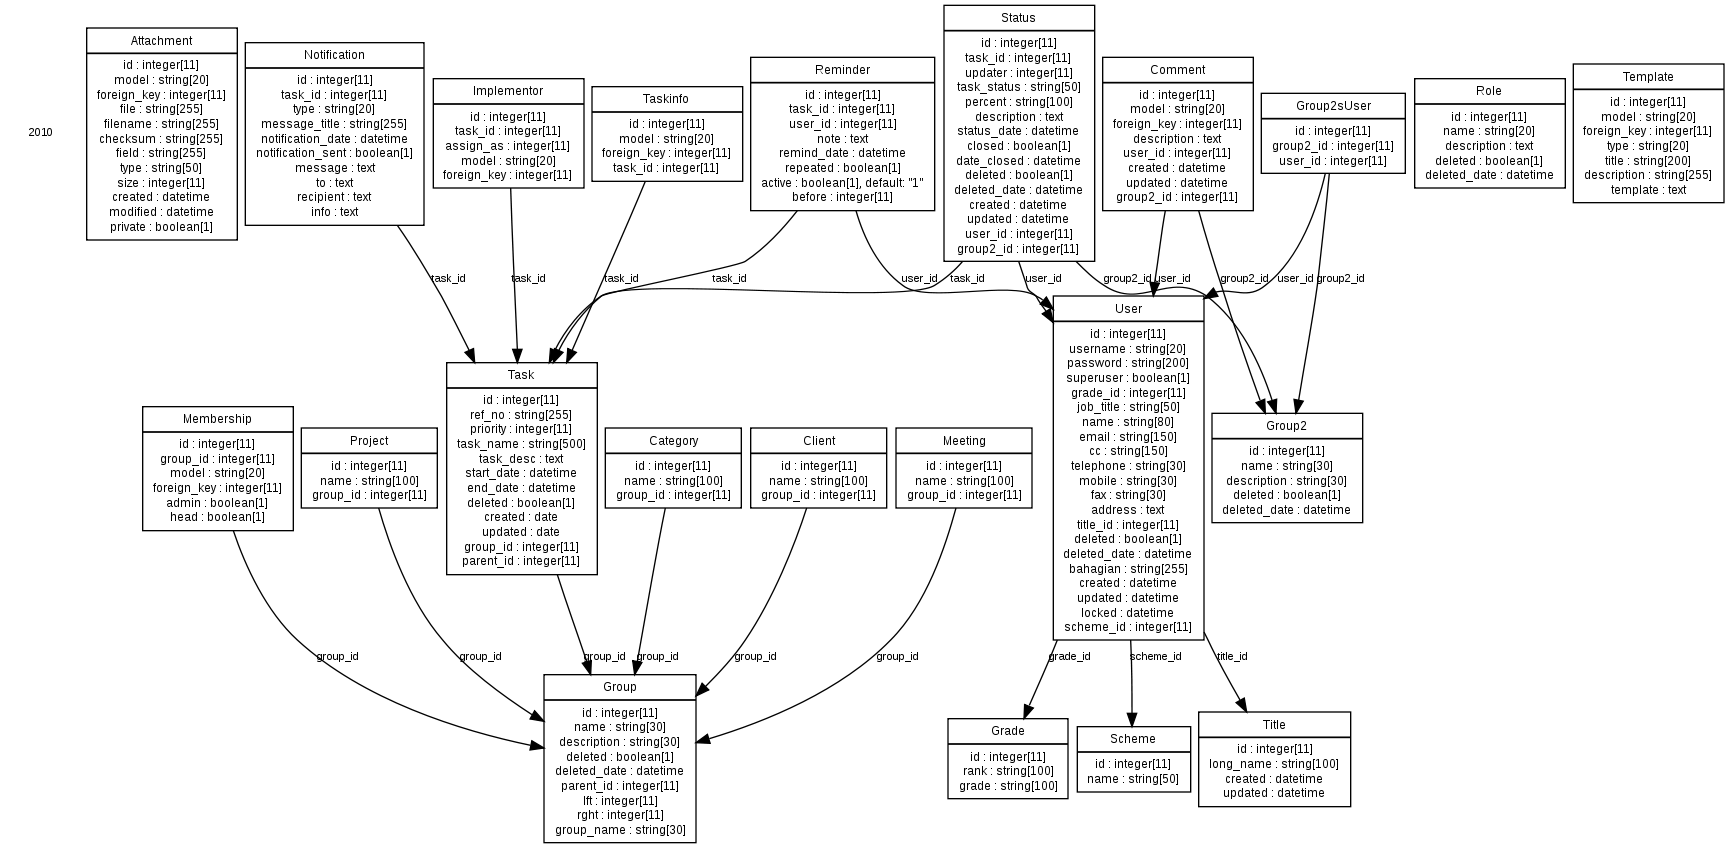 2010
Attachment
id : integer[11]
model : string[20]
foreign_key : integer[11]
file : string[255]
filename : string[255]
checksum : string[255]
field : string[255]
type : string[50]
size : integer[11]
created : datetime
modified : datetime
private : boolean[1]
Notification
id : integer[11]
task_id : integer[11]
type : string[20]
message_title : string[255]
notification_date : datetime
notification_sent : boolean[1]
message : text
to : text
recipient : text
info : text
Implementor
id : integer[11]
task_id : integer[11]
assign_as : integer[11]
model : string[20]
foreign_key : integer[11]
Taskinfo
id : integer[11]
model : string[20]
foreign_key : integer[11]
task_id : integer[11]
Reminder
id : integer[11]
task_id : integer[11]
user_id : integer[11]
note : text
remind_date : datetime
repeated : boolean[1]
active : boolean[1], default: "1"
before : integer[11]
Status
id : integer[11]
task_id : integer[11]
updater : integer[11]
task_status : string[50]
percent : string[100]
description : text
status_date : datetime
closed : boolean[1]
date_closed : datetime
deleted : boolean[1]
deleted_date : datetime
created : datetime
updated : datetime
user_id : integer[11]
group2_id : integer[11]
Comment
id : integer[11]
model : string[20]
foreign_key : integer[11]
description : text
user_id : integer[11]
created : datetime
updated : datetime
group2_id : integer[11]
Group2sUser
id : integer[11]
group2_id : integer[11]
user_id : integer[11]
Role
id : integer[11]
name : string[20]
description : text
deleted : boolean[1]
deleted_date : datetime
Template
id : integer[11]
model : string[20]
foreign_key : integer[11]
type : string[20]
title : string[200]
description : string[255]
template : text
task_id
task_id
task_id
task_id
user_id
task_id
user_id
group2_id
user_id
group2_id
user_id
group2_id
Membership
id : integer[11]
group_id : integer[11]
model : string[20]
foreign_key : integer[11]
admin : boolean[1]
head : boolean[1]
Project
id : integer[11]
name : string[100]
group_id : integer[11]
Task
id : integer[11]
ref_no : string[255]
priority : integer[11]
task_name : string[500]
task_desc : text
start_date : datetime
end_date : datetime
deleted : boolean[1]
created : date
updated : date
group_id : integer[11]
parent_id : integer[11]
Category
id : integer[11]
name : string[100]
group_id : integer[11]
Client
id : integer[11]
name : string[100]
group_id : integer[11]
Meeting
id : integer[11]
name : string[100]
group_id : integer[11]
User
id : integer[11]
username : string[20]
password : string[200]
superuser : boolean[1]
grade_id : integer[11]
job_title : string[50]
name : string[80]
email : string[150]
cc : string[150]
telephone : string[30]
mobile : string[30]
fax : string[30]
address : text
title_id : integer[11]
deleted : boolean[1]
deleted_date : datetime
bahagian : string[255]
created : datetime
updated : datetime
locked : datetime
scheme_id : integer[11]
Group2
id : integer[11]
name : string[30]
description : string[30]
deleted : boolean[1]
deleted_date : datetime
group_id
group_id
group_id
group_id
group_id
group_id
grade_id
scheme_id
title_id
Group
id : integer[11]
name : string[30]
description : string[30]
deleted : boolean[1]
deleted_date : datetime
parent_id : integer[11]
lft : integer[11]
rght : integer[11]
group_name : string[30]
Grade
id : integer[11]
rank : string[100]
grade : string[100]
Scheme
id : integer[11]
name : string[50]
Title
id : integer[11]
long_name : string[100]
created : datetime
updated : datetime